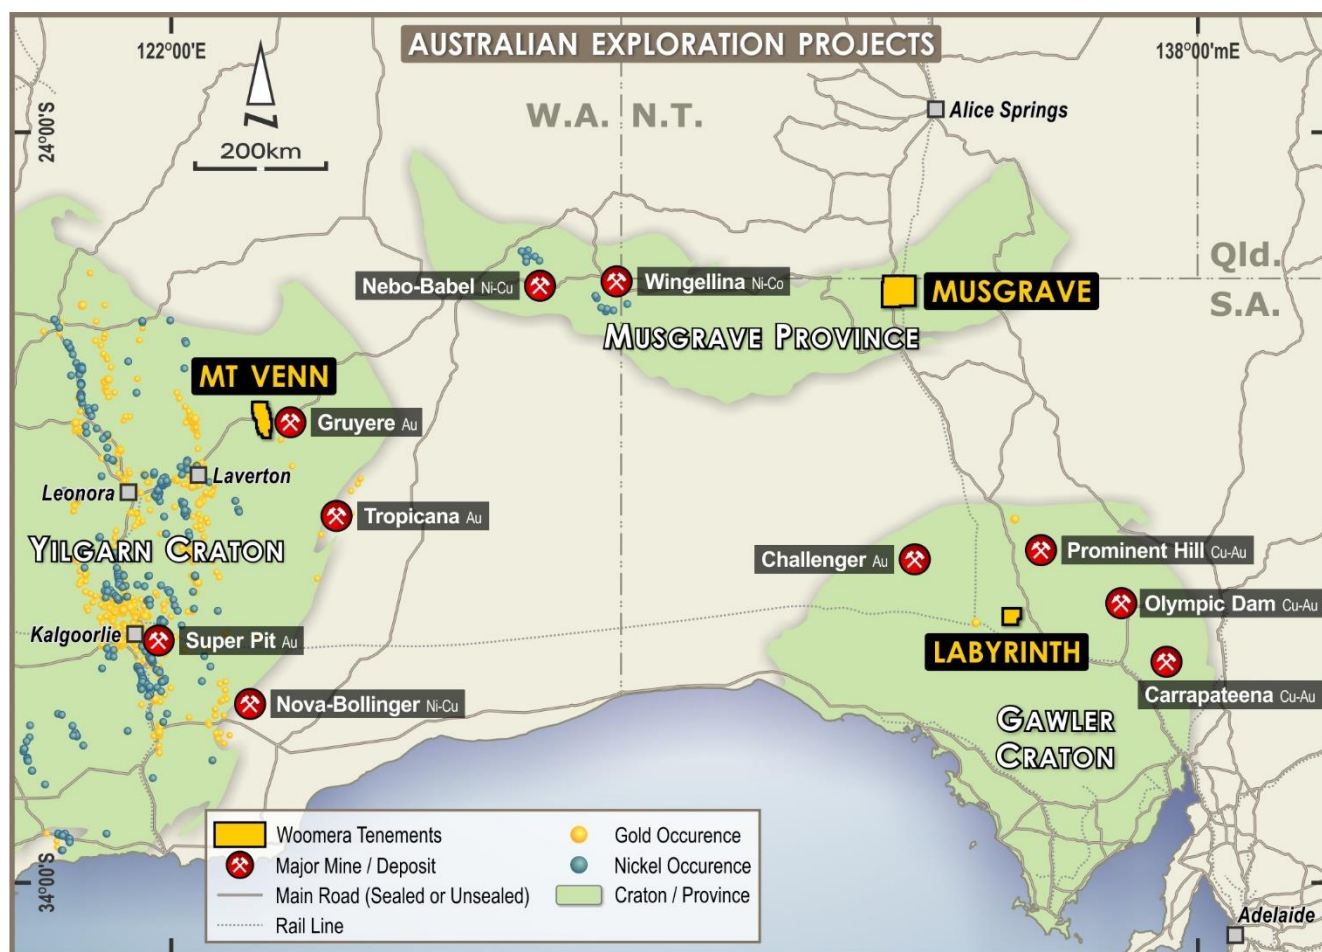 AUSTRALIAN EXPLORATION PROJECTS
122°00'E
138°00'mE
24°00'S
34°00'S
N
200km
W.A.
N.T.
Qld.
S.A.
Alice Springs
Nebo-Babel Ni-Cu
Wingellina Ni-Co
MUSGRAVE
MUSGRAVE PROVINCE
MT VENN
Gruyere Au
Laverton
Leonora
Tropicana Au
YILGARN CRATON
Challenger Au
Prominent Hill Cu-Au
Olympic Dam Cu-Au
Kalgoorlie
Super Pit Au
LABYRINTH
Carrapateena Cu-Au
Nova-Bollinger Ni-Cu
GAWLER
CRATON
Woomera Tenements
Major Mine / Deposit
Main Road (Sealed or Unsealed)
Rail Line
Gold Occurence
Nickel Occurence
Craton / Province
Adelaide